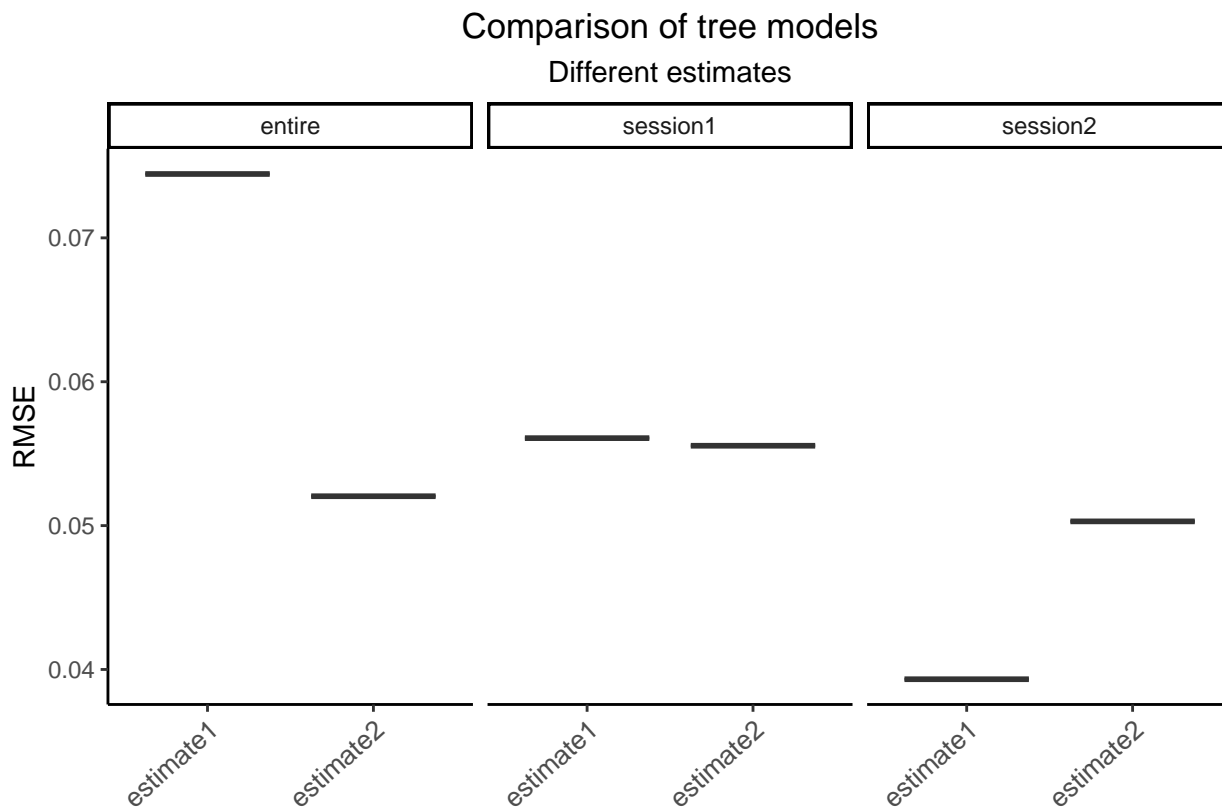 Comparison of tree models
Different estimates
entire
session1
session2
0.07
0.06
0.05
0.04
RMSE
estimate1
estimate2
estimate1
estimate2
estimate1
estimate2